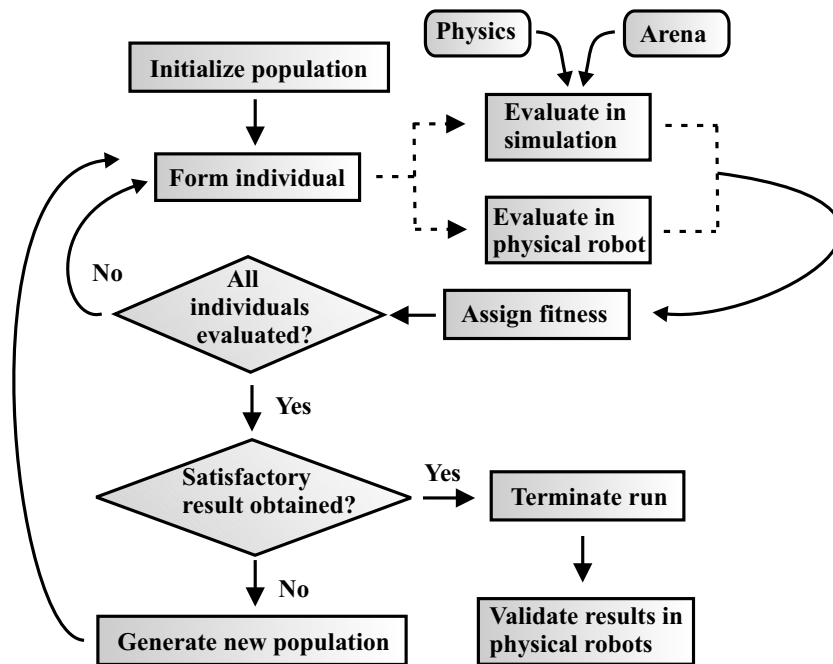 Physics
Arena
Initialize population
Evaluate in
simulation
Form individual
Evaluate in
physical robot
No
All
individuals
evaluated?
Assign fitness
Yes
Satisfactory
result obtained?
Yes
Terminate run
No
Generate new population
Validate results in
physical robots